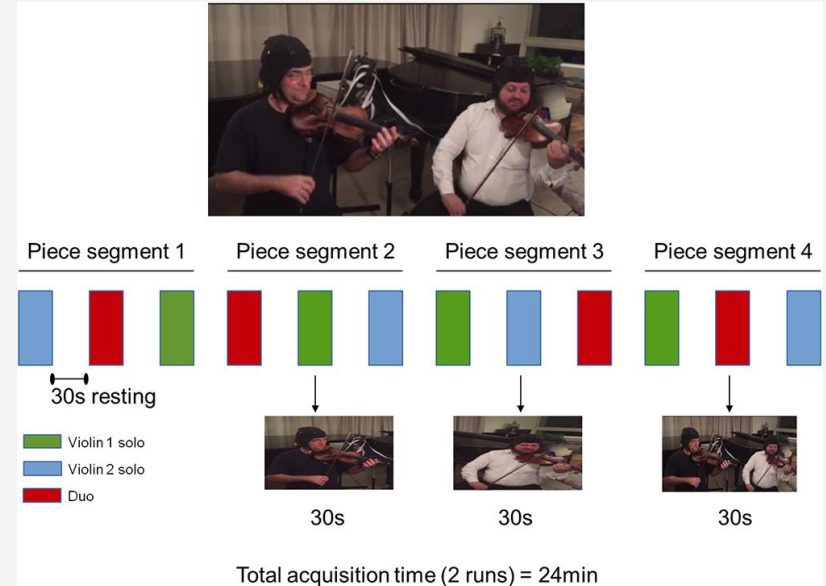 Piece segment 1
Piece segment 2
Piece segment 3
Piece segment 4
30s resting
Violin 1 solo
Violin 2 solo
Duo
30s
30s
30s
Total acquisition time (2 runs) = 24min